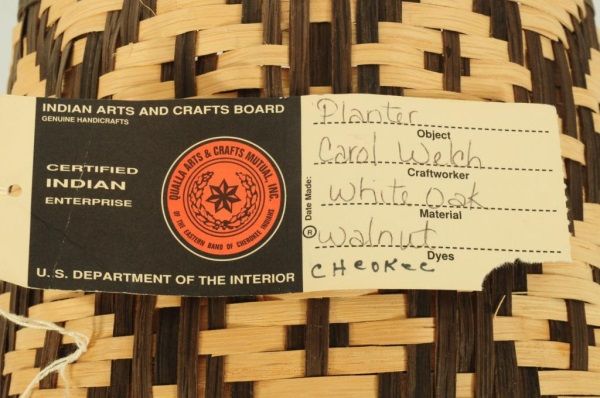 INDIAN ARTS AND CRAFTS BOARD
GENUINE HANDICRAFTS
CERTIFIED
INDIAN
ENTERPRISE
QUALLA ARTS & CRAFTS MUTUAL, INC.
OF THE EASTERN BAND OF CHEROKEE INDIANS
U.S. DEPARTMENT OF THE INTERIOR
Planter
Object
Carol Welch
Craftworker
White Oak
Material
Walnut
Dyes
CHeoKee
Date Made:
R